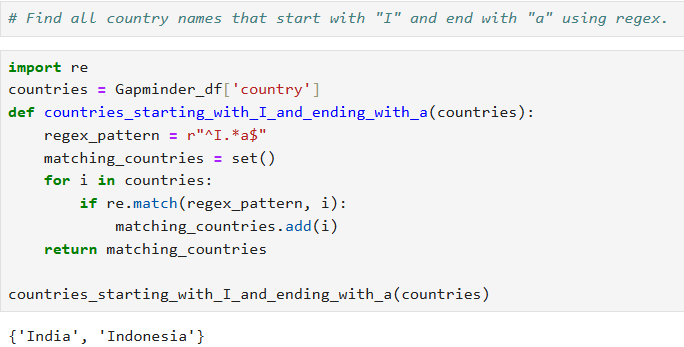 # Find all country names that start with "I" and end with "a" using regex.
import re
countries = Gapminder_df['country']
def countries_starting_with_I_and_ending_with_a(countries):
    regex_pattern = r"^I.*a$"
    matching_countries = set()
    for i in countries:
        if re.match(regex_pattern, i):
            matching_countries.add(i)
    return matching_countries
countries_starting_with_I_and_ending_with_a(countries)
{'India', 'Indonesia'}